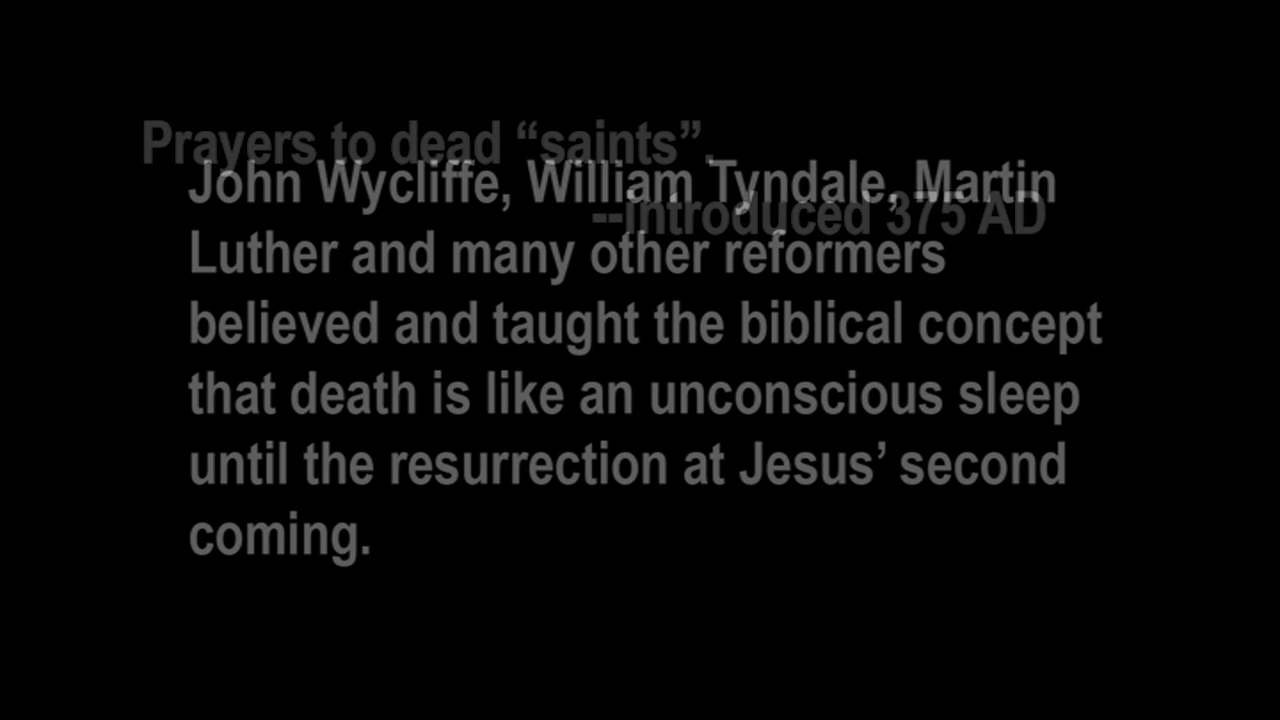 Prayers to dead “saints”.
--Introduced 375 AD
John Wycliffe, William Tyndale, Martin
Luther and many other reformers
believed and taught the biblical concept
that death is like an unconscious sleep
until the resurrection at Jesus’ second
coming.